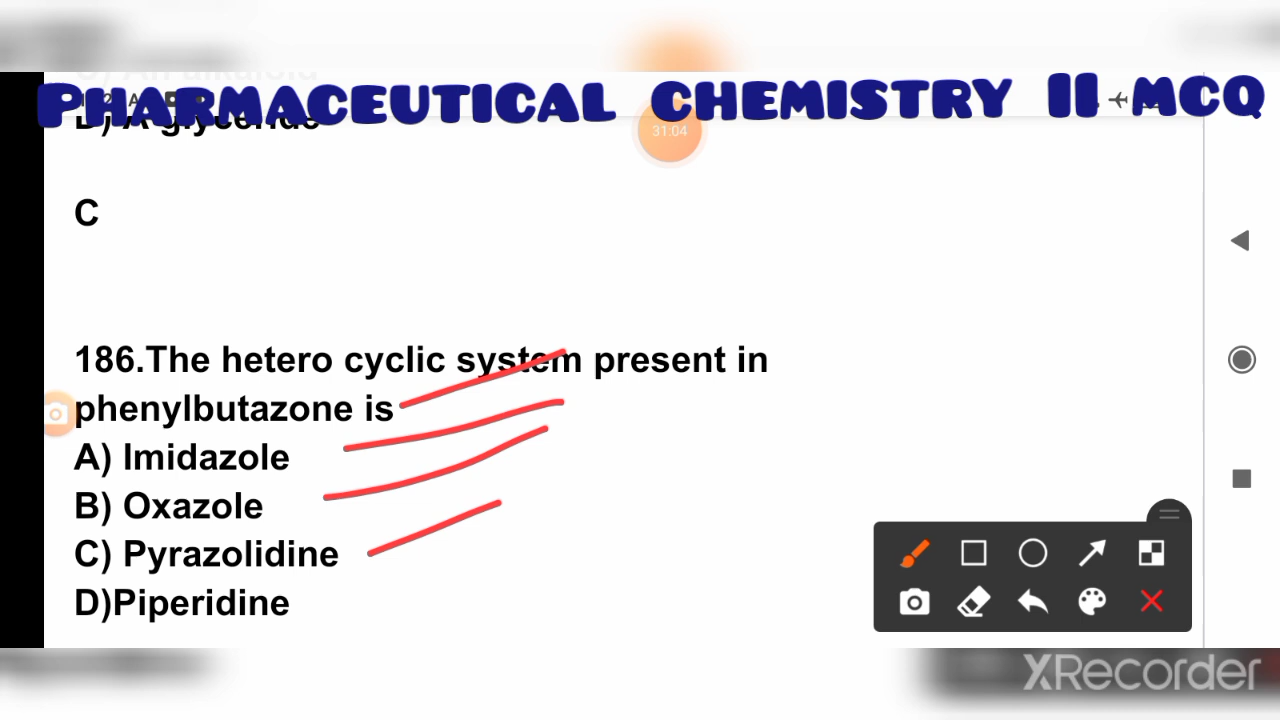 PHARMACEUTICAL CHEMISTRY II MCQ
31:04
C
186.The hetero cyclic system present in
phenylbutazone is
A) Imidazole
B) Oxazole
C) Pyrazolidine
D)Piperidine
XRecorder